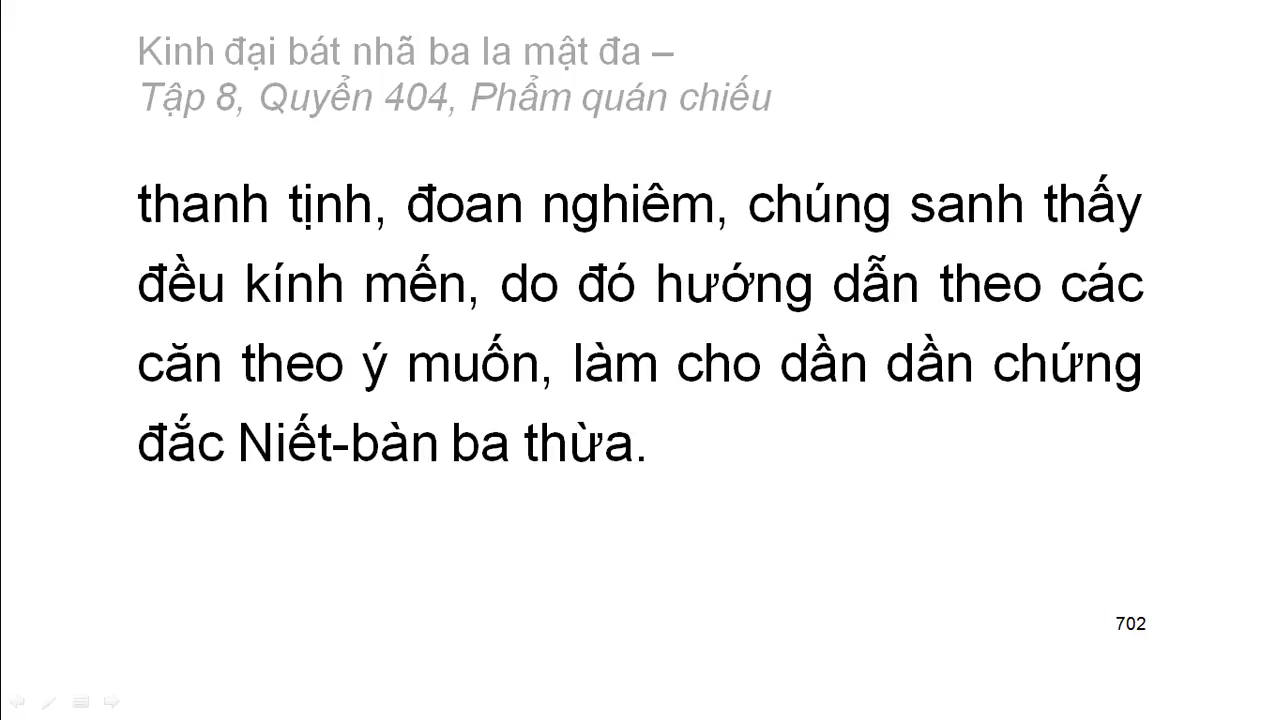 Kinh đại bát nhã ba la mật đa –
Tập 8, Quyển 404, Phẩm quán chiếu
thanh tịnh, đoan nghiêm, chúng sanh thấy
đều kính mến, do đó hướng dẫn theo các
căn theo ý muốn, làm cho dần dần chứng
đắc Niết-bàn ba thừa.
702